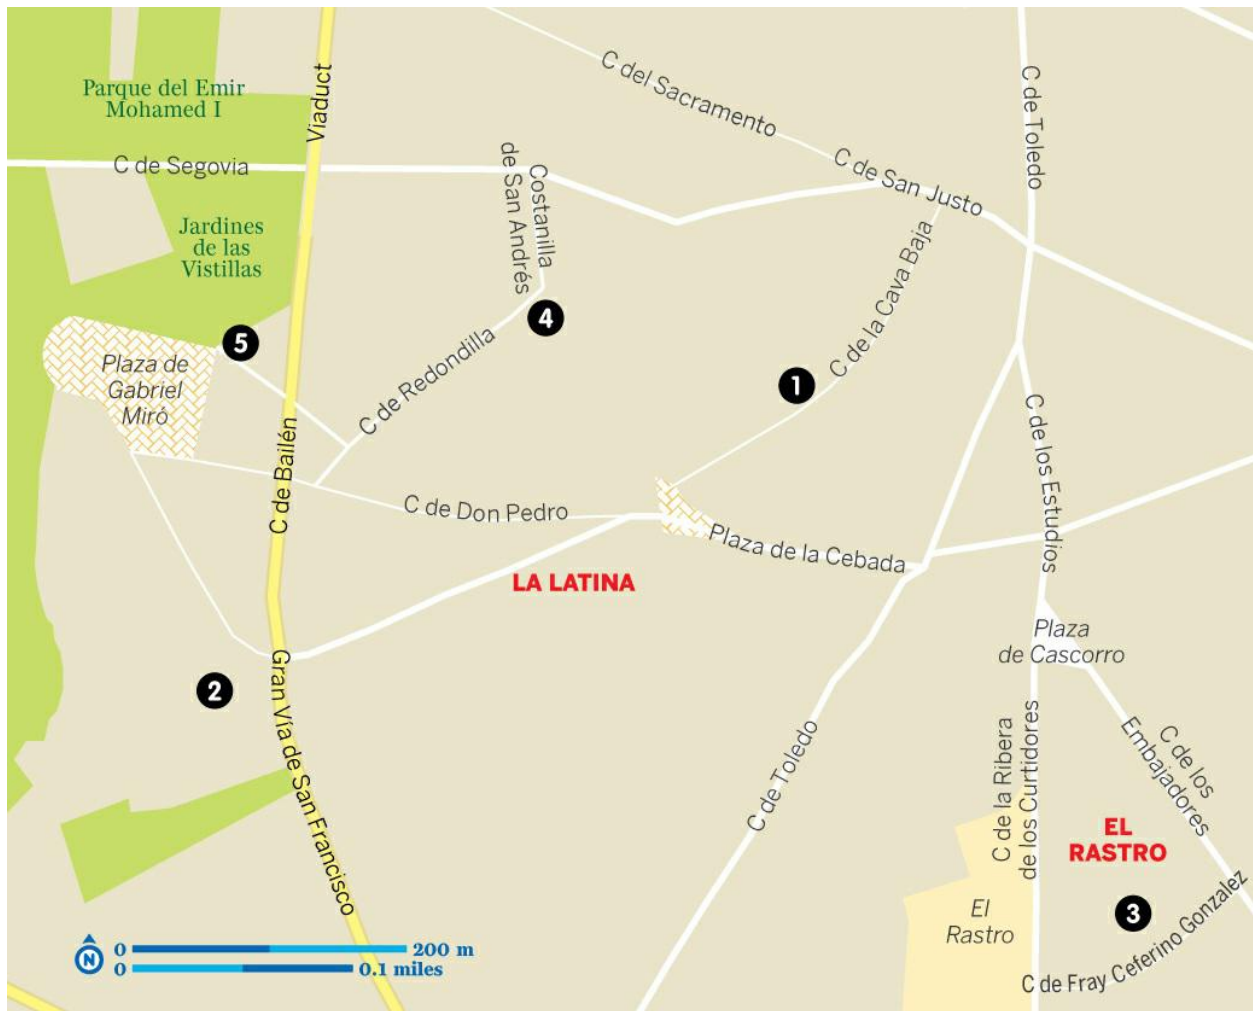 Parque del Emir
Mohamed I
Viaduct
C del Sacramento
C de Toledo
C de Segovia
Costanilla
de San Andrés
C de San Justo
Jardines
de las
Vistillas
C de la Cava Baja
4
5
Plaza de
Gabriel
Miró
C de Redondilla
1
C de Bailén
C de los Estudios
C de Don Pedro
Plaza de la Cebada
LA LATINA
Plaza
de Cascorro
2
Gran Vía de San Francisco
C de Toledo
C de la Ribera
de los Curtidores
C de los
Embajadores
EL
RASTRO
El
Rastro
3
C de Fray Ceferino Gonzalez
N
0 200 m
0 0.1 miles